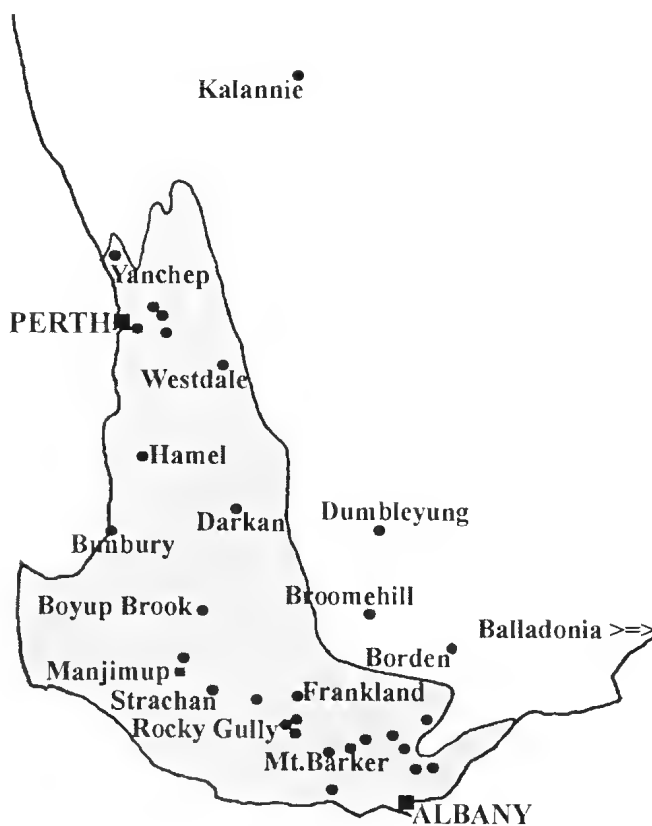 Kalannie
Yanchep
PERTH
Westdale
Hamel
Darkan
Dumbleyung
Bunbury
Boyup Brook
Broomehill
Balladonia >=>
Borden
Manjimup
Strachan
Frankland
Rocky Gully
Mt.Barker
ALBANY